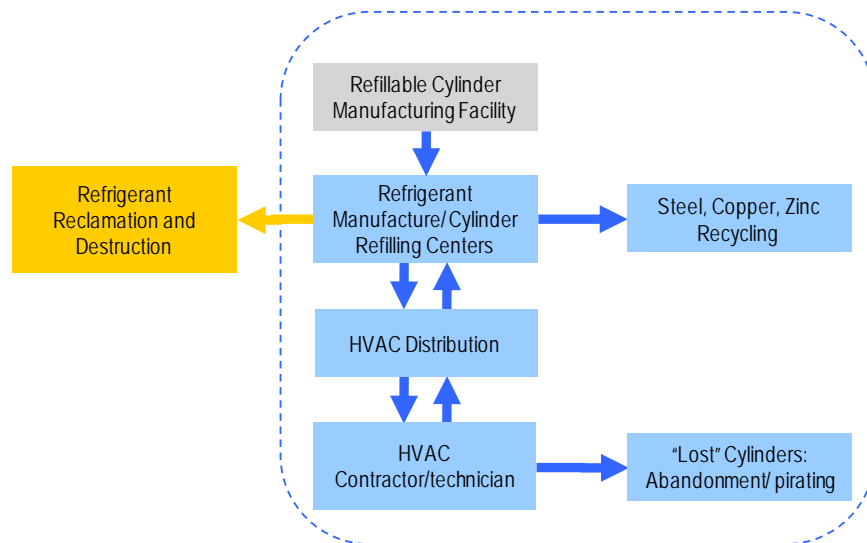 Refillable Cylinder
Manufacturing Facility
Refrigerant
Reclamation and
Destruction
Refrigerant
Manufacture/ Cylinder
Refilling Centers
Steel, Copper, Zinc
Recycling
HVAC Distribution
HVAC
Contractor/technician
“Lost” Cylinders:
Abandonment/ pirating